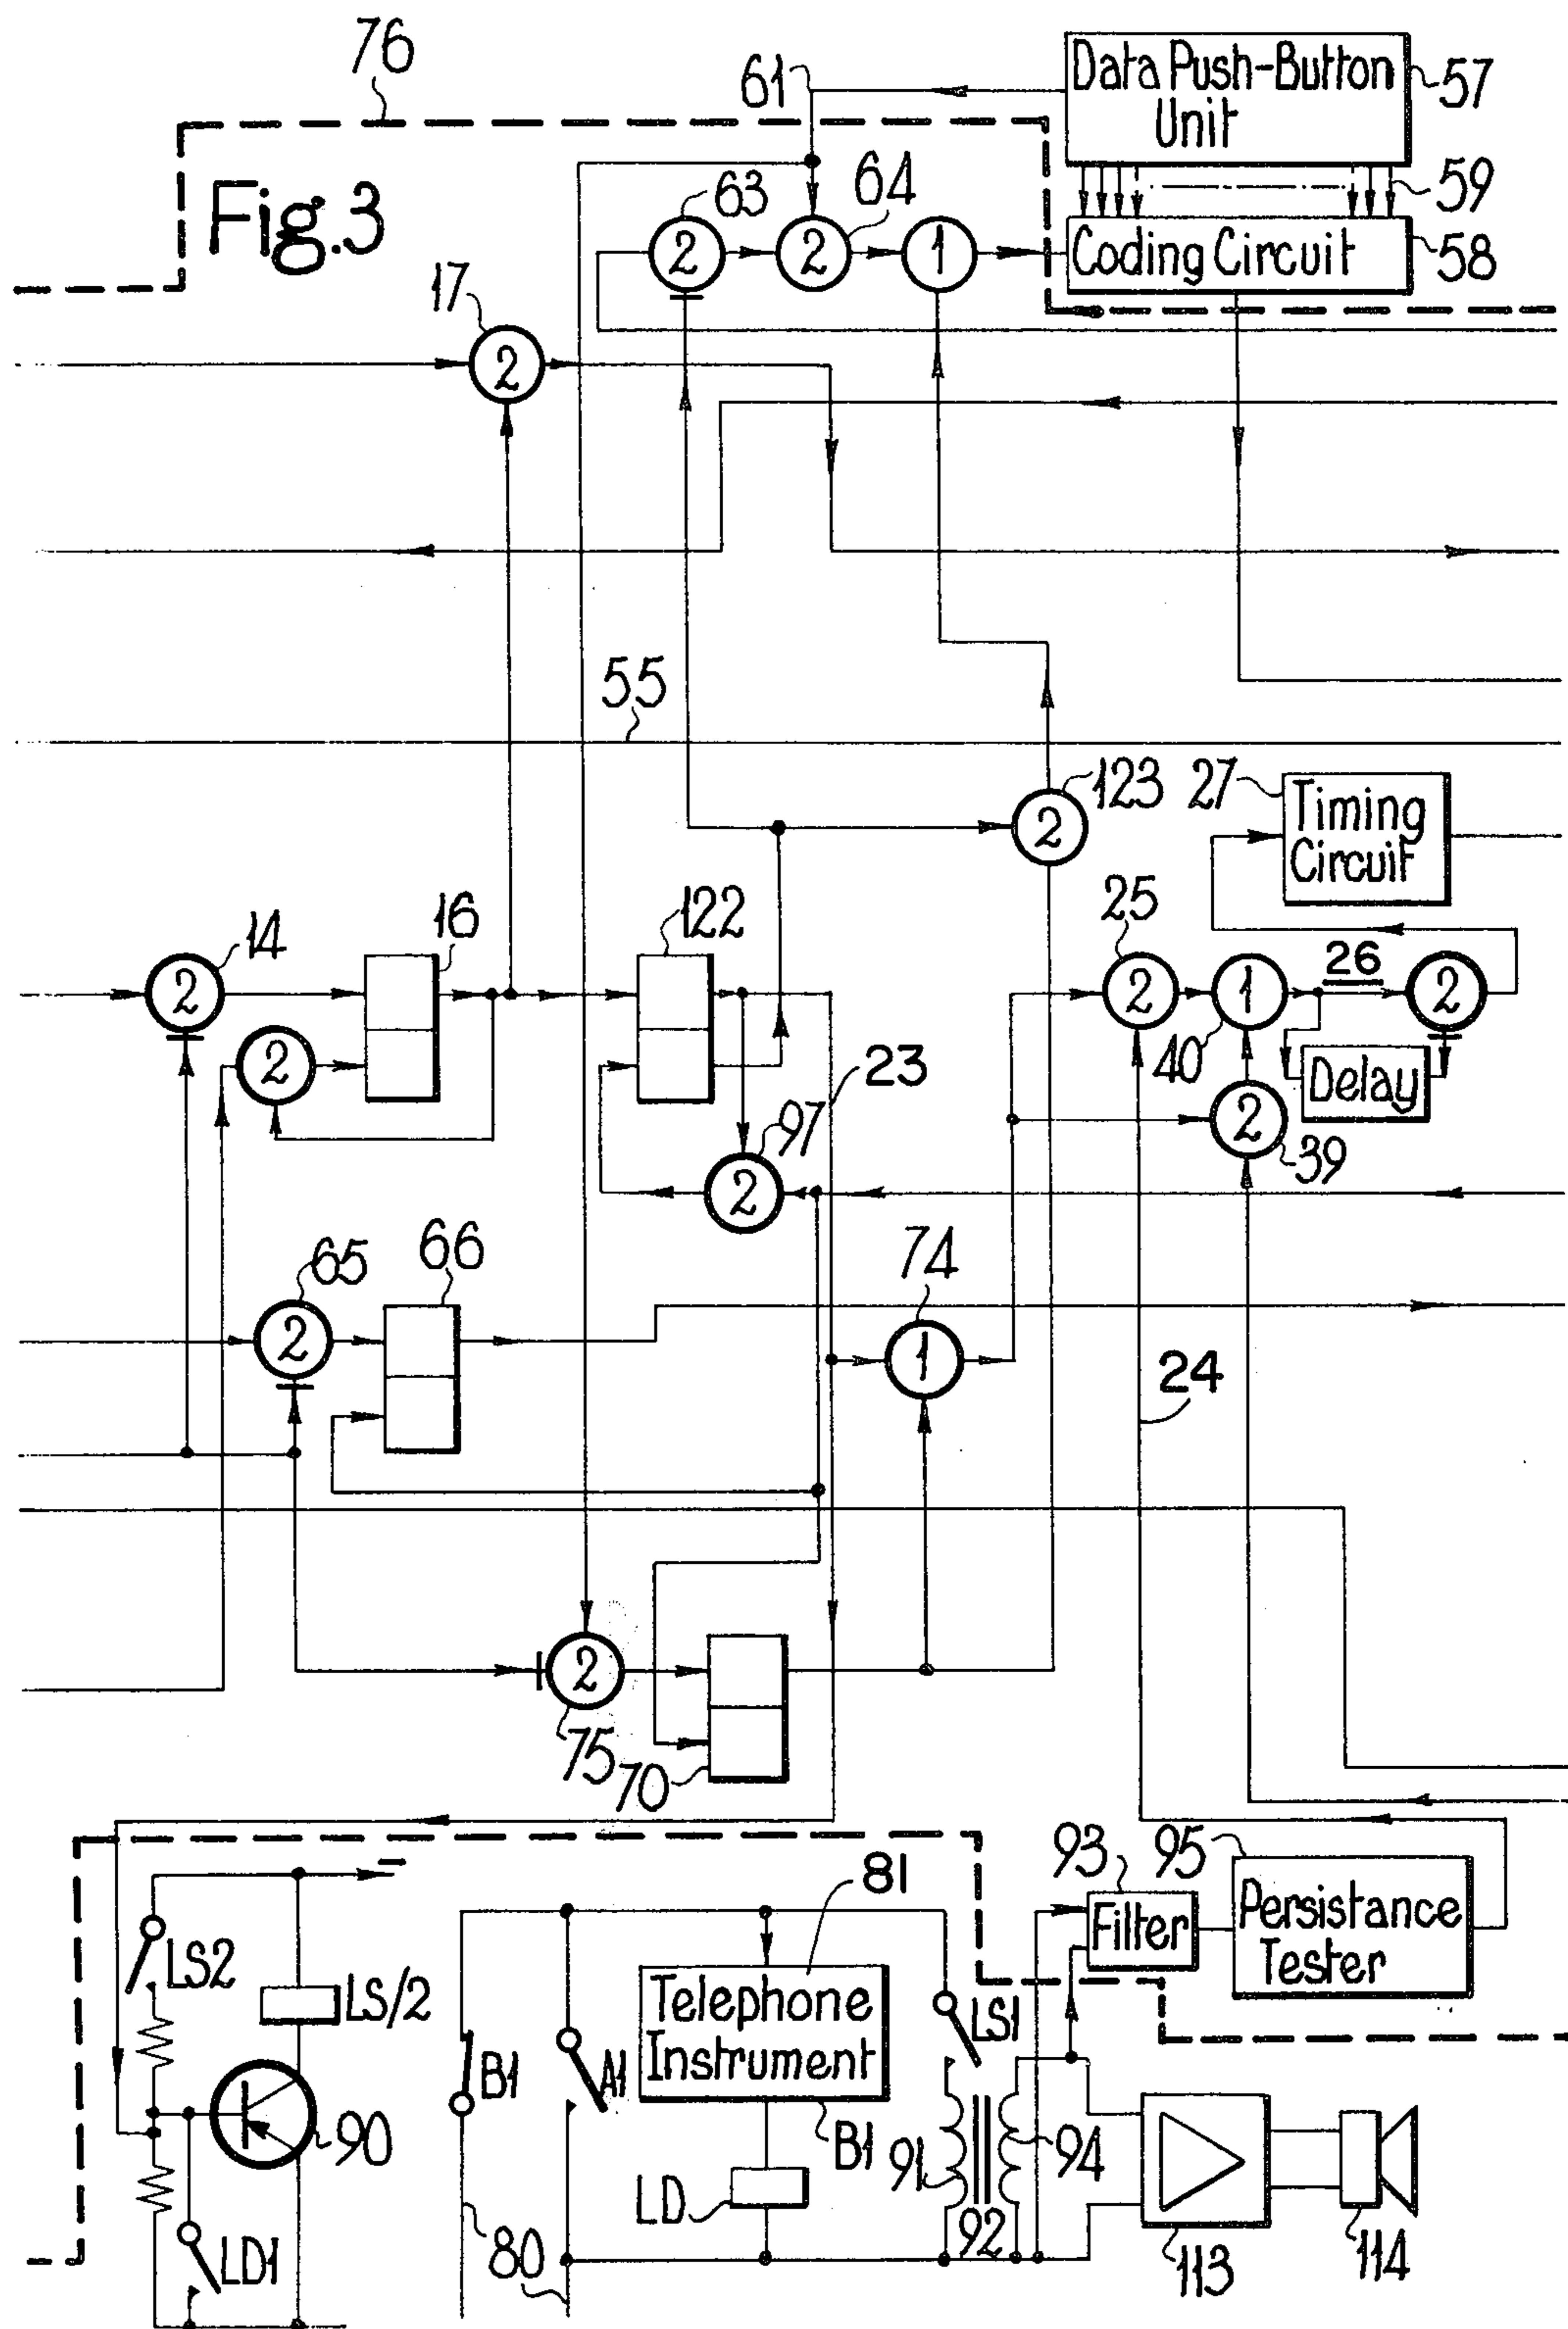 76
61
Data Push-Button
Unit
57
Fig.3
63
64
59
2
2
1
Coding Circuit
58
17
2
55
123
2
27
Timing
Circuit
14
2
16
122
25
2
1
26
2
40
Delay
2
23
97
2
2
39
65
66
2
74
1
24
2
75
70
81
93
95
Filter
Persistance
Tester
LS2
LS/2
Telephone
Instrument
LS1
B1
A1
90
B1
91
94
LD
92
LD1
80
113
114